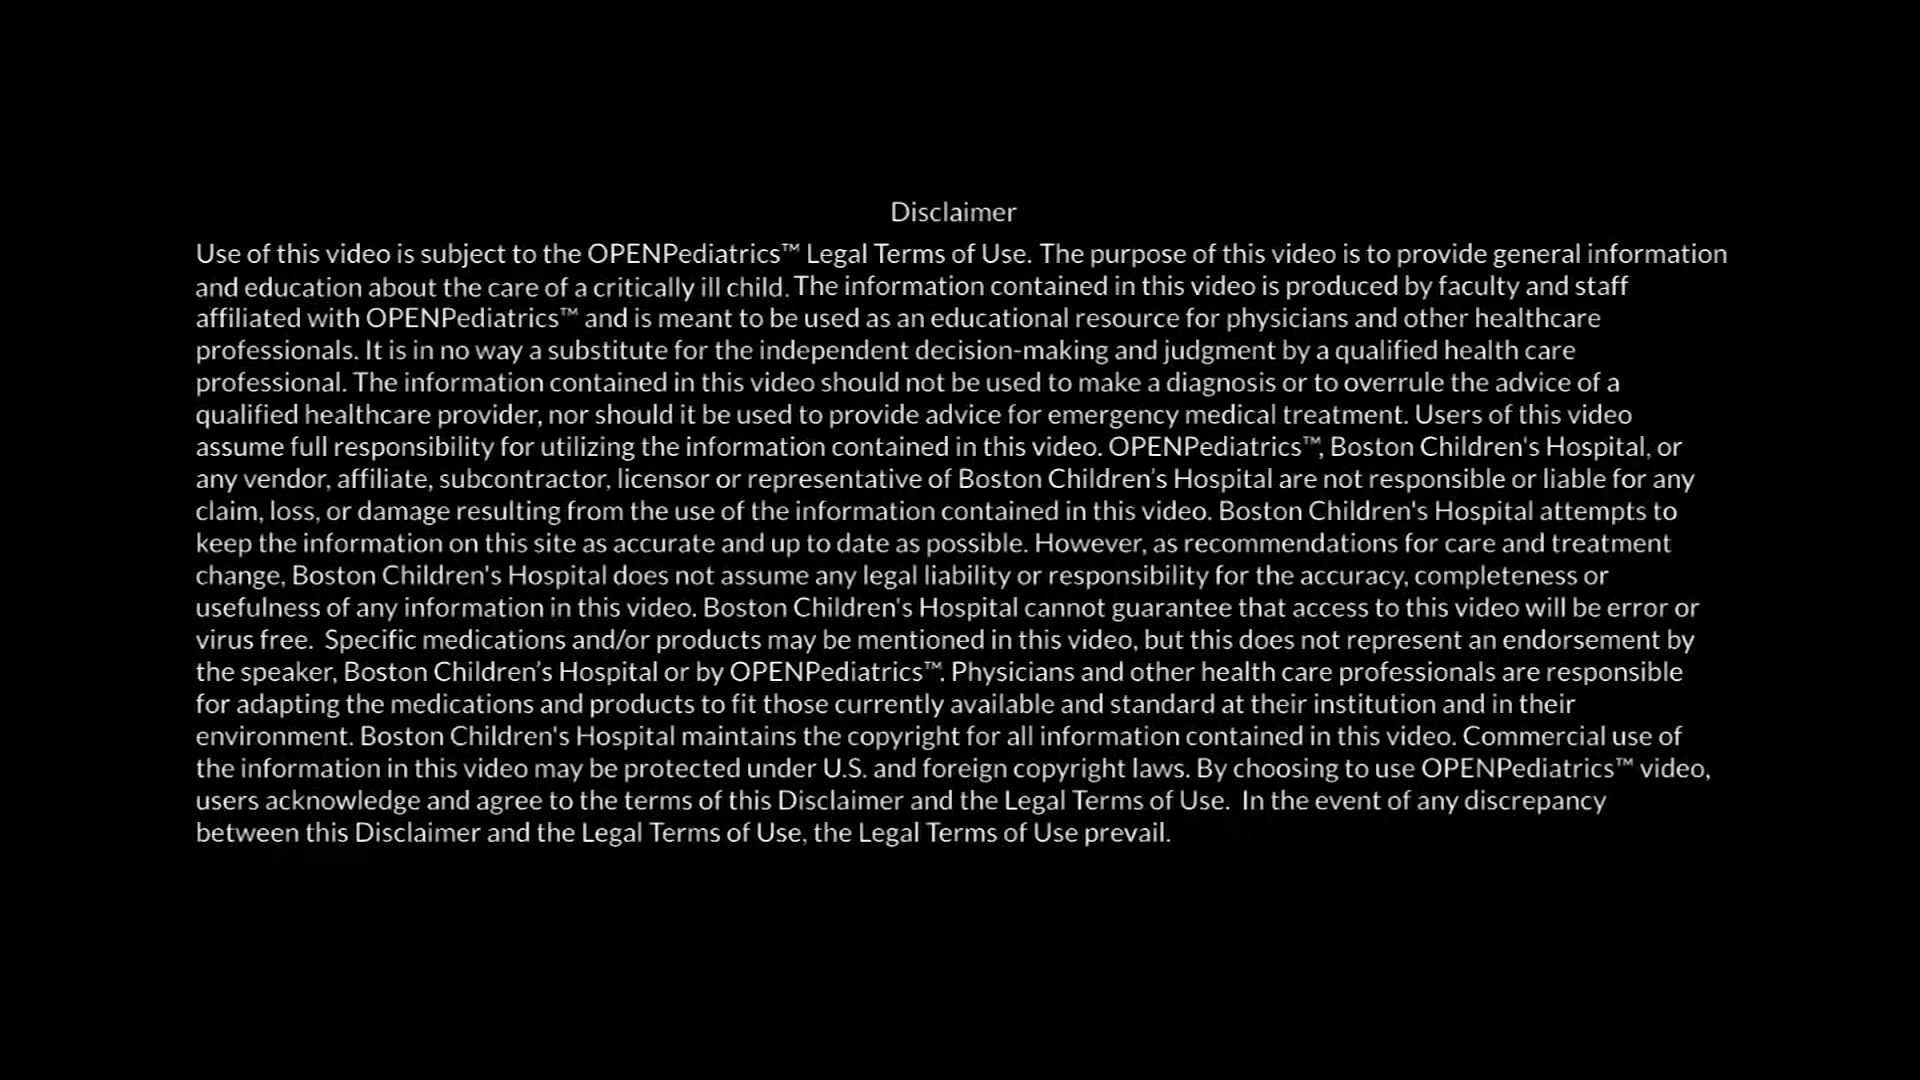 Disclaimer
Use of this video is subject to the OPENPediatrics™ Legal Terms of Use. The purpose of this video is to provide general information
and education about the care of a critically ill child. The information contained in this video is produced by faculty and staff
affiliated with OPENPediatrics™ and is meant to be used as an educational resource for physicians and other healthcare
professionals. It is in no way a substitute for the independent decision-making and judgment by a qualified health care
professional. The information contained in this video should not be used to make a diagnosis or to overrule the advice of a
qualified healthcare provider, nor should it be used to provide advice for emergency medical treatment. Users of this video
assume full responsibility for utilizing the information contained in this video. OPENPediatrics™, Boston Children's Hospital, or
any vendor, affiliate, subcontractor, licensor or representative of Boston Children’s Hospital are not responsible or liable for any
claim, loss, or damage resulting from the use of the information contained in this video. Boston Children's Hospital attempts to
keep the information on this site as accurate and up to date as possible. However, as recommendations for care and treatment
change, Boston Children's Hospital does not assume any legal liability or responsibility for the accuracy, completeness or
usefulness of any information in this video. Boston Children's Hospital cannot guarantee that access to this video will be error or
virus free.  Specific medications and/or products may be mentioned in this video, but this does not represent an endorsement by
the speaker, Boston Children’s Hospital or by OPENPediatrics™. Physicians and other health care professionals are responsible
for adapting the medications and products to fit those currently available and standard at their institution and in their
environment. Boston Children's Hospital maintains the copyright for all information contained in this video. Commercial use of
the information in this video may be protected under U.S. and foreign copyright laws. By choosing to use OPENPediatrics™ video,
users acknowledge and agree to the terms of this Disclaimer and the Legal Terms of Use.  In the event of any discrepancy
between this Disclaimer and the Legal Terms of Use, the Legal Terms of Use prevail.